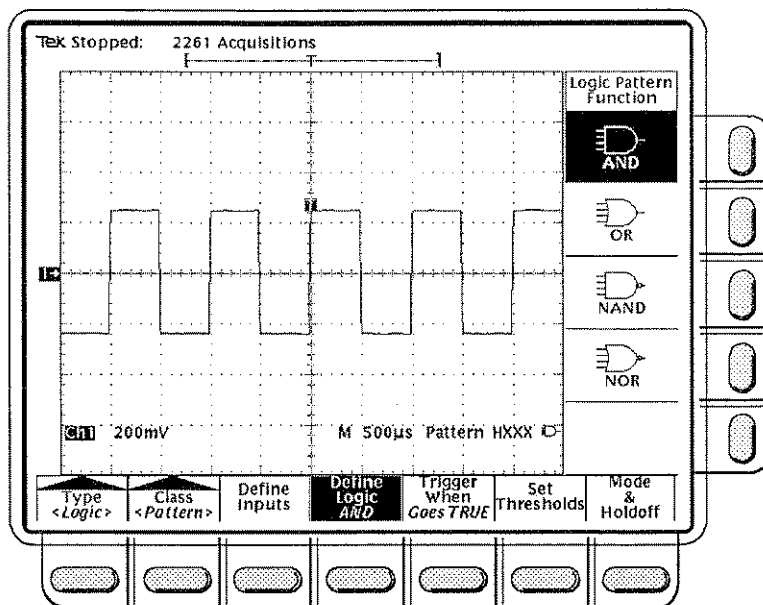 Tek Stopped: 2261 Acquisitions
T
Logic Pattern
Function
AND
T
OR
1
NAND
NOR
Ch1 200mV M 500µs Pattern HXXX
Type
<Logic>
Class
<Pattern>
Define
Inputs
Define
Logic
AND
Trigger
When
Goes TRUE
Set
Thresholds
Mode
&
Holdoff